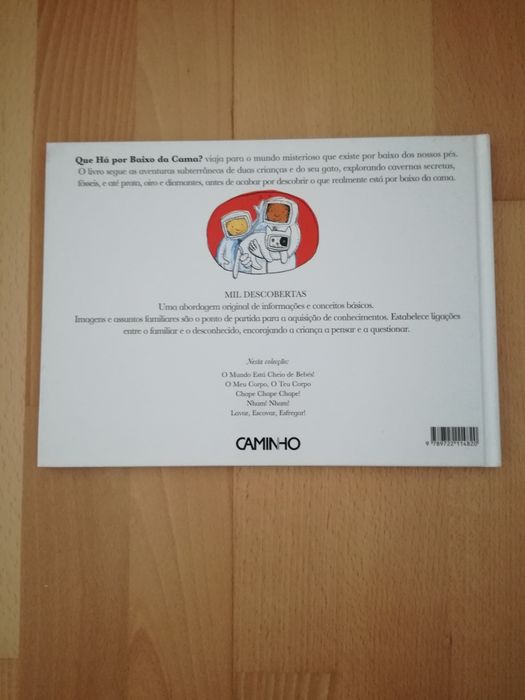 Que Há por Baixo da Cama? viaja para o mundo misterioso que existe por baixo dos nossos pés.
O livro segue as aventuras subterrâneas de duas crianças e do seu gato, explorando cavernas secretas,
fósseis, e até prata, oiro e diamantes, antes de acabar por descobrir o que realmente está por baixo da cama.
MIL DESCOBERTAS
Uma abordagem original de informações e conceitos básicos.
Imagens e assuntos familiares são o ponto de partida para a aquisição de conhecimentos. Estabelece ligações
entre o familiar e o desconhecido, encorajando a criança a pensar e a questionar.
Nesta colecção:
O Mundo Está Cheio de Bebés!
O Meu Corpo, O Teu Corpo
Chape Chape Chape!
Nham! Nham!
Lavar, Escovar, Esfregar!
CAMINHO
9 789722 114820